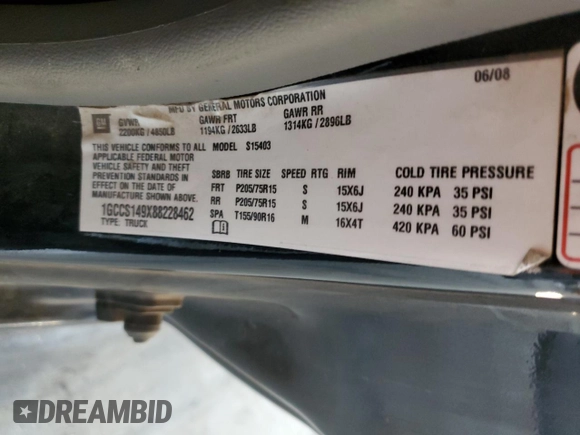 06/08
MFD BY GENERAL MOTORS CORPORATION
GM
GVWR GAWR FRT GAWR RR
2200KG / 4850LB 1194KG / 2633LB 1314KG / 2896LB
THIS VEHICLE CONFORMS TO ALL MODEL S15403
APPLICABLE FEDERAL MOTOR
VEHICLE SAFETY AND THEFT
PREVENTION STANDARDS IN
EFFECT ON THE DATE OF
MANUFACTURE SHOWN ABOVE.
1GCCS149X88228462
TYPE: TRUCK
SBRB TIRE SIZE SPEED RTG RIM COLD TIRE PRESSURE
FRT P205/75R15 S 15X6J 240 KPA 35 PSI
RR P205/75R15 S 15X6J 240 KPA 35 PSI
SPA T155/90R16 M 16X4T 420 KPA 60 PSI
DREAMBID